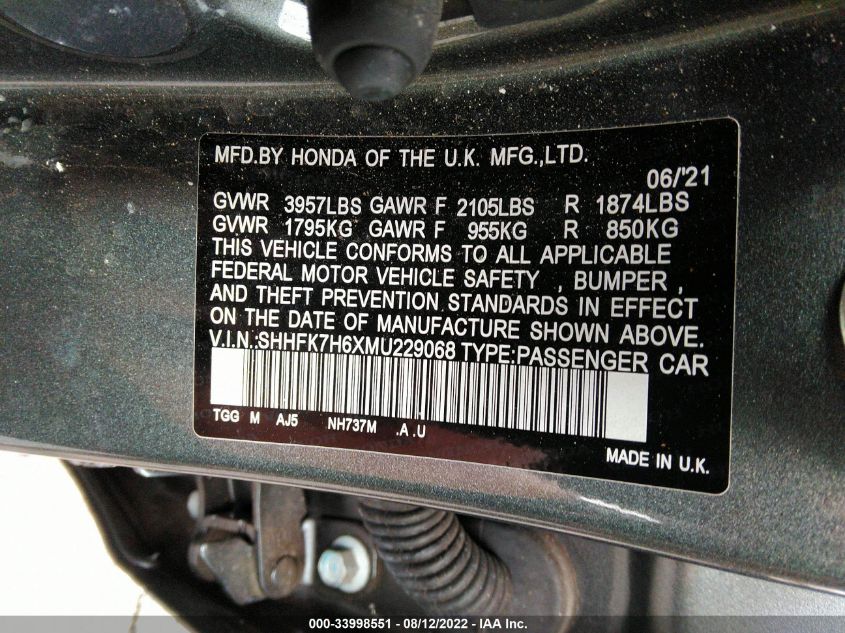 MFD.BY HONDA OF THE U.K. MFG.,LTD.
06/'21
GVWR 3957LBS GAWR F 2105LBS R 1874LBS
GVWR 1795KG GAWR F 955KG R 850KG
THIS VEHICLE CONFORMS TO ALL APPLICABLE
FEDERAL MOTOR VEHICLE SAFETY , BUMPER ,
AND THEFT PREVENTION STANDARDS IN EFFECT
ON THE DATE OF MANUFACTURE SHOWN ABOVE.
V.I.N.:SHHFK7H6XMU229068 TYPE:PASSENGER CAR
TGG M AJ5 NH737M .A .U
MADE IN U.K.
000-33998551 - 08/12/2022 - IAA Inc.